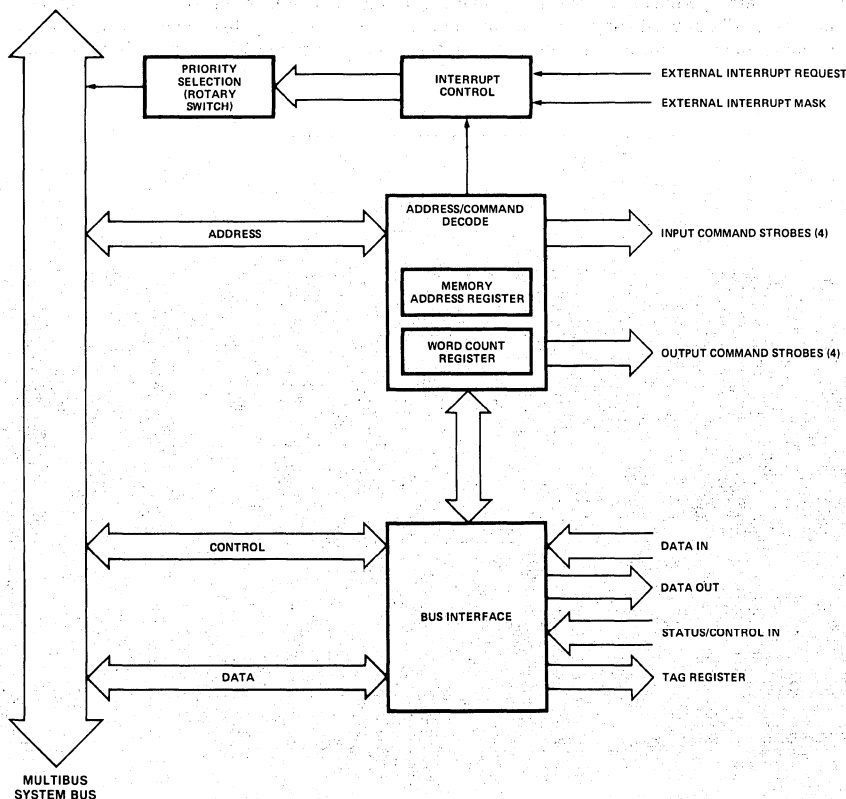 PRIORITY
SELECTION
(ROTARY
SWITCH)
INTERRUPT
CONTROL
EXTERNAL INTERRUPT REQUEST
EXTERNAL INTERRUPT MASK
ADDRESS
ADDRESS/COMMAND
DECODE
INPUT COMMAND STROBES (4)
MEMORY
ADDRESS REGISTER
WORD COUNT
REGISTER
OUTPUT COMMAND STROBES (4)
CONTROL
BUS INTERFACE
DATA IN
DATA OUT
STATUS/CONTROL IN
DATA
TAG REGISTER
MULTIBUS
SYSTEM BUS